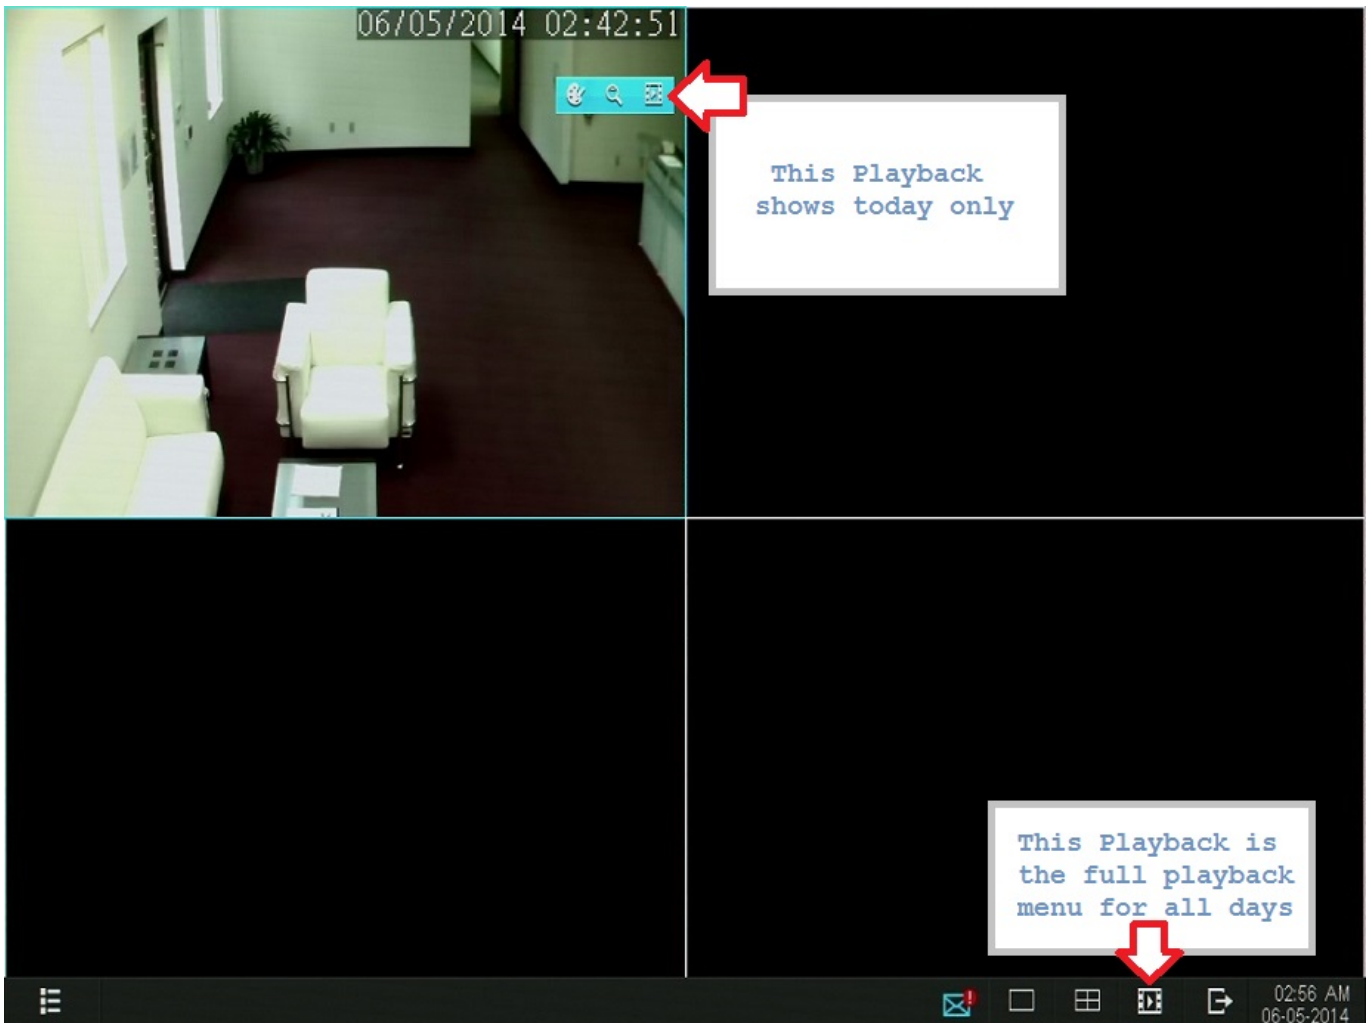 06/05/2014 02:42:51
This Playback
shows today only
This Playback is
the full playback
menu for all days
02:56 AM
06-05-2014